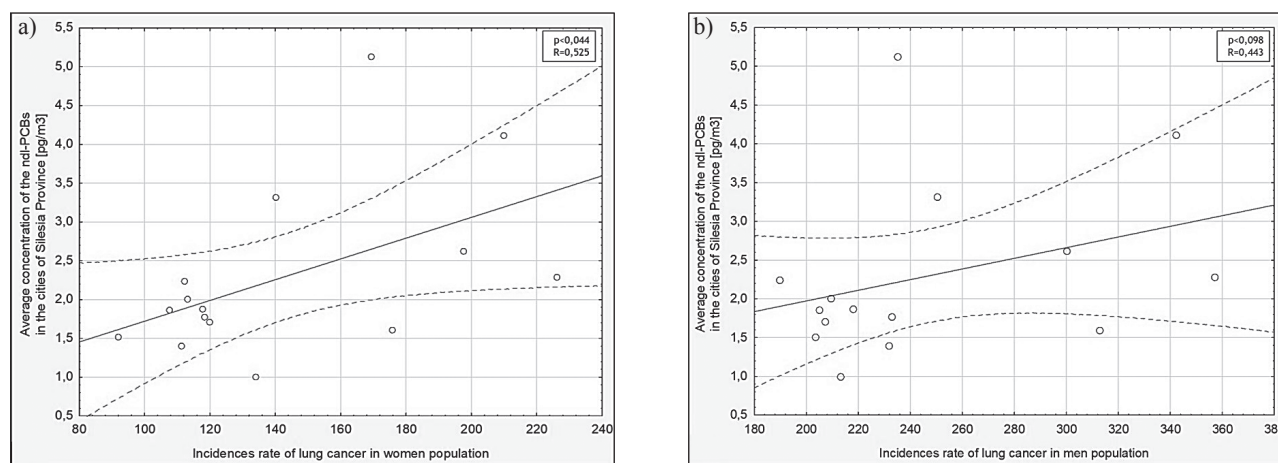 a)
p<0,044
R=0,525
5,5
5,0
4,5
4,0
3,5
3,0
2,5
2,0
1,5
1,0
0,5
Average concentration of the ndl-PCBs
in the cities of Silesia Province [pg/m3]
80 100 120 140 160 180 200 220 240
Incidences rate of lung cancer in women population
b)
p<0,098
R=0,443
5,5
5,0
4,5
4,0
3,5
3,0
2,5
2,0
1,5
1,0
0,5
Average concentration of the ndl-PCBs
in the cities of Silesia Province [pg/m3]
180 200 220 240 260 280 300 320 340 360 380
Incidences rate of lung cancer in men population